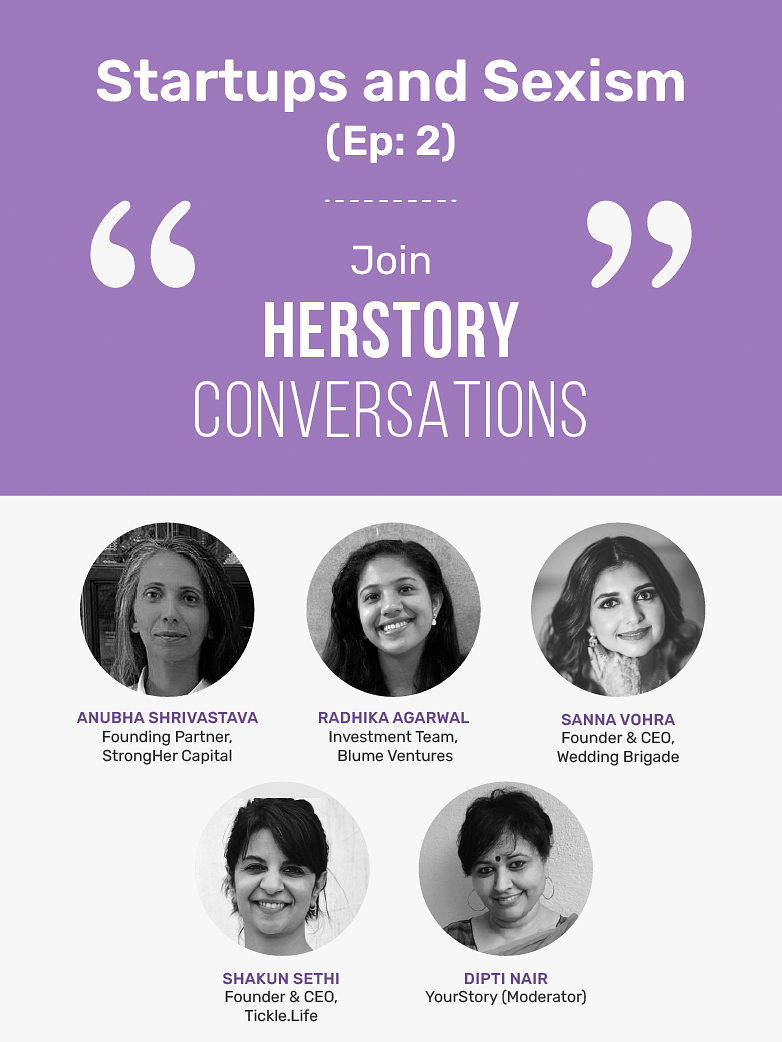 Startups and Sexism
(Ep: 2)
“ ”
Join
HERSTORY
CONVERSATIONS
ANUBHA SHRIVASTAVA
Founding Partner,
StrongHer Capital
RADHIKA AGARWAL
Investment Team,
Blume Ventures
SANNA VOHRA
Founder & CEO,
Wedding Brigade
SHAKUN SETHI
Founder & CEO,
Tickle.Life
DIPTI NAIR
YourStory (Moderator)